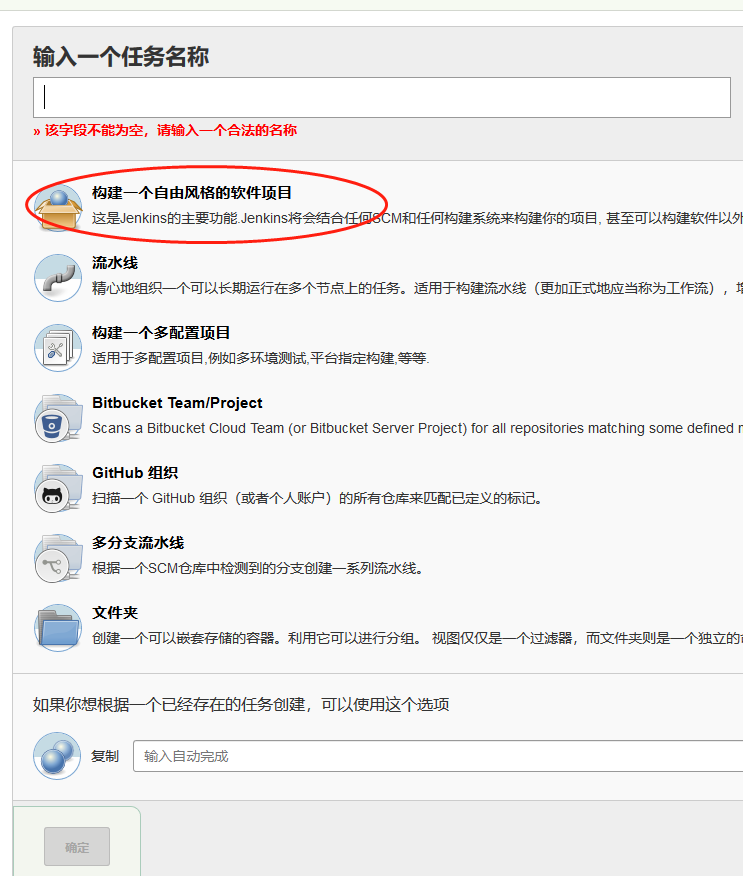 输入一个任务名称
» 该字段不能为空，请输入一个合法的名称
构建一个自由风格的软件项目
这是Jenkins的主要功能.Jenkins将会结合任何SCM和任何构建系统来构建你的项目, 甚至可以构建软件以外
流水线
精心地组织一个可以长期运行在多个节点上的任务。适用于构建流水线（更加正式地应当称为工作流），增
构建一个多配置项目
适用于多配置项目,例如多环境测试,平台指定构建,等等.
Bitbucket Team/Project
Scans a Bitbucket Cloud Team (or Bitbucket Server Project) for all repositories matching some defined
GitHub 组织
扫描一个 GitHub 组织（或者个人账户）的所有仓库来匹配已定义的标记。
多分支流水线
根据一个SCM仓库中检测到的分支创建一系列流水线。
文件夹
创建一个可以嵌套存储的容器。利用它可以进行分组。 视图仅仅是一个过滤器，而文件夹则是一个独立的
如果你想根据一个已经存在的任务创建，可以使用这个选项
复制
输入自动完成
确定